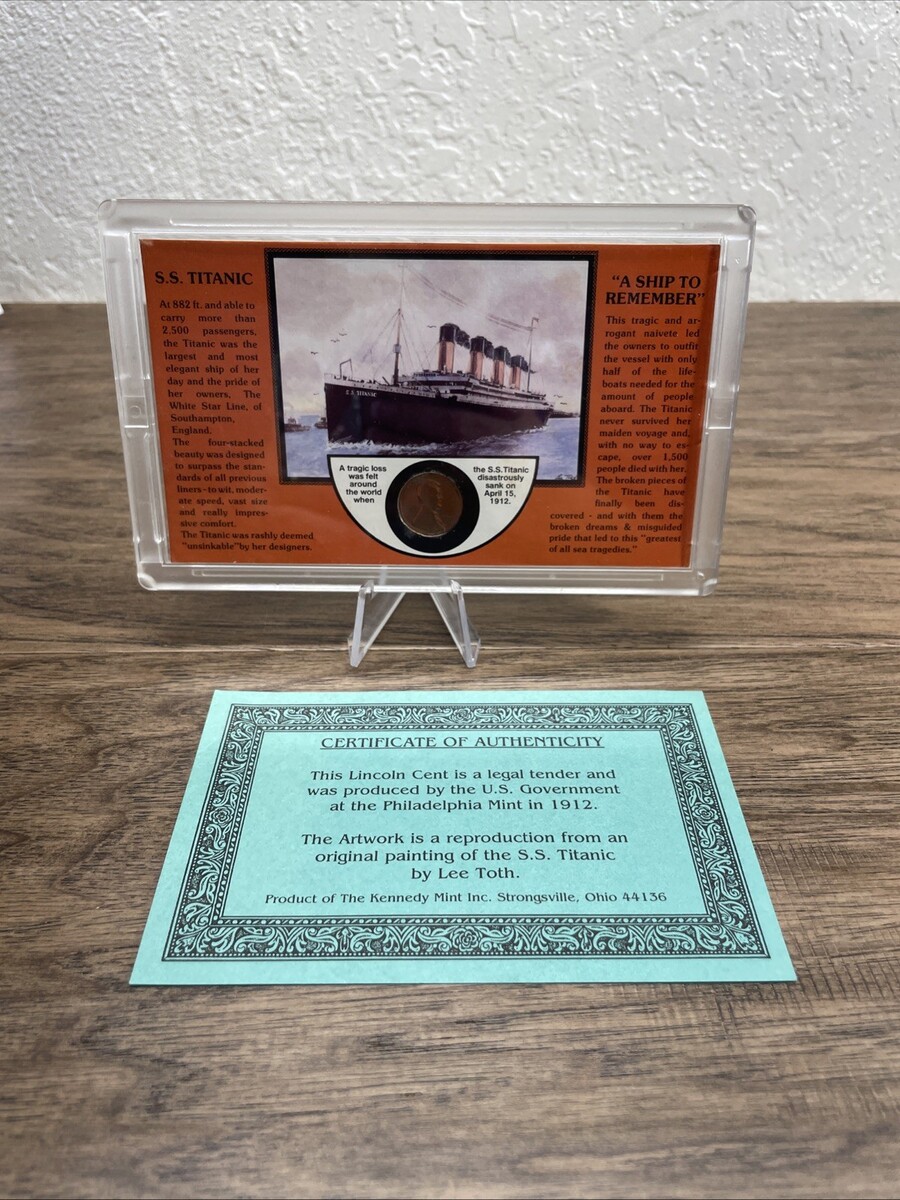 S.S. TITANIC
At 882 ft. and able to
carry more than
2,500 passengers,
the Titanic was the
largest and most
elegant ship of her
day and the pride of
her owners, The
White Star Line, of
Southampton,
England.
The four-stacked
beauty was designed
to surpass the stan-
dards of all previous
liners-to wit, moder-
ate speed, vast size
and really impres-
sive comfort.
The Titanic was rashly deemed
"unsinkable"by her designers.
S.S. TITANIC
A tragic loss
was felt
around
the world
when
the S.S. Titanic
disastrously
sank on
April 15,
1912.
"A SHIP TO
REMEMBER"
This tragic and ar-
rogant naivete led
the owners to outfit
the vessel with only
half of the life-
boats needed for the
amount of people
aboard. The Titanic
never survived her
maiden voyage and,
with no way to es-
cape, over 1,500
people died with her.
The broken pieces of
the Titanic have
finally been dis-
covered - and with them the
broken dreams & misguided
pride that led to this "greatest
of all sea tragedies."
CERTIFICATE OF AUTHENTICITY
This Lincoln Cent is a legal tender and
was produced by the U.S. Government
at the Philadelphia Mint in 1912.
The Artwork is a reproduction from an
original painting of the S.S. Titanic
by Lee Toth.
Product of The Kennedy Mint Inc. Strongsville, Ohio 44136